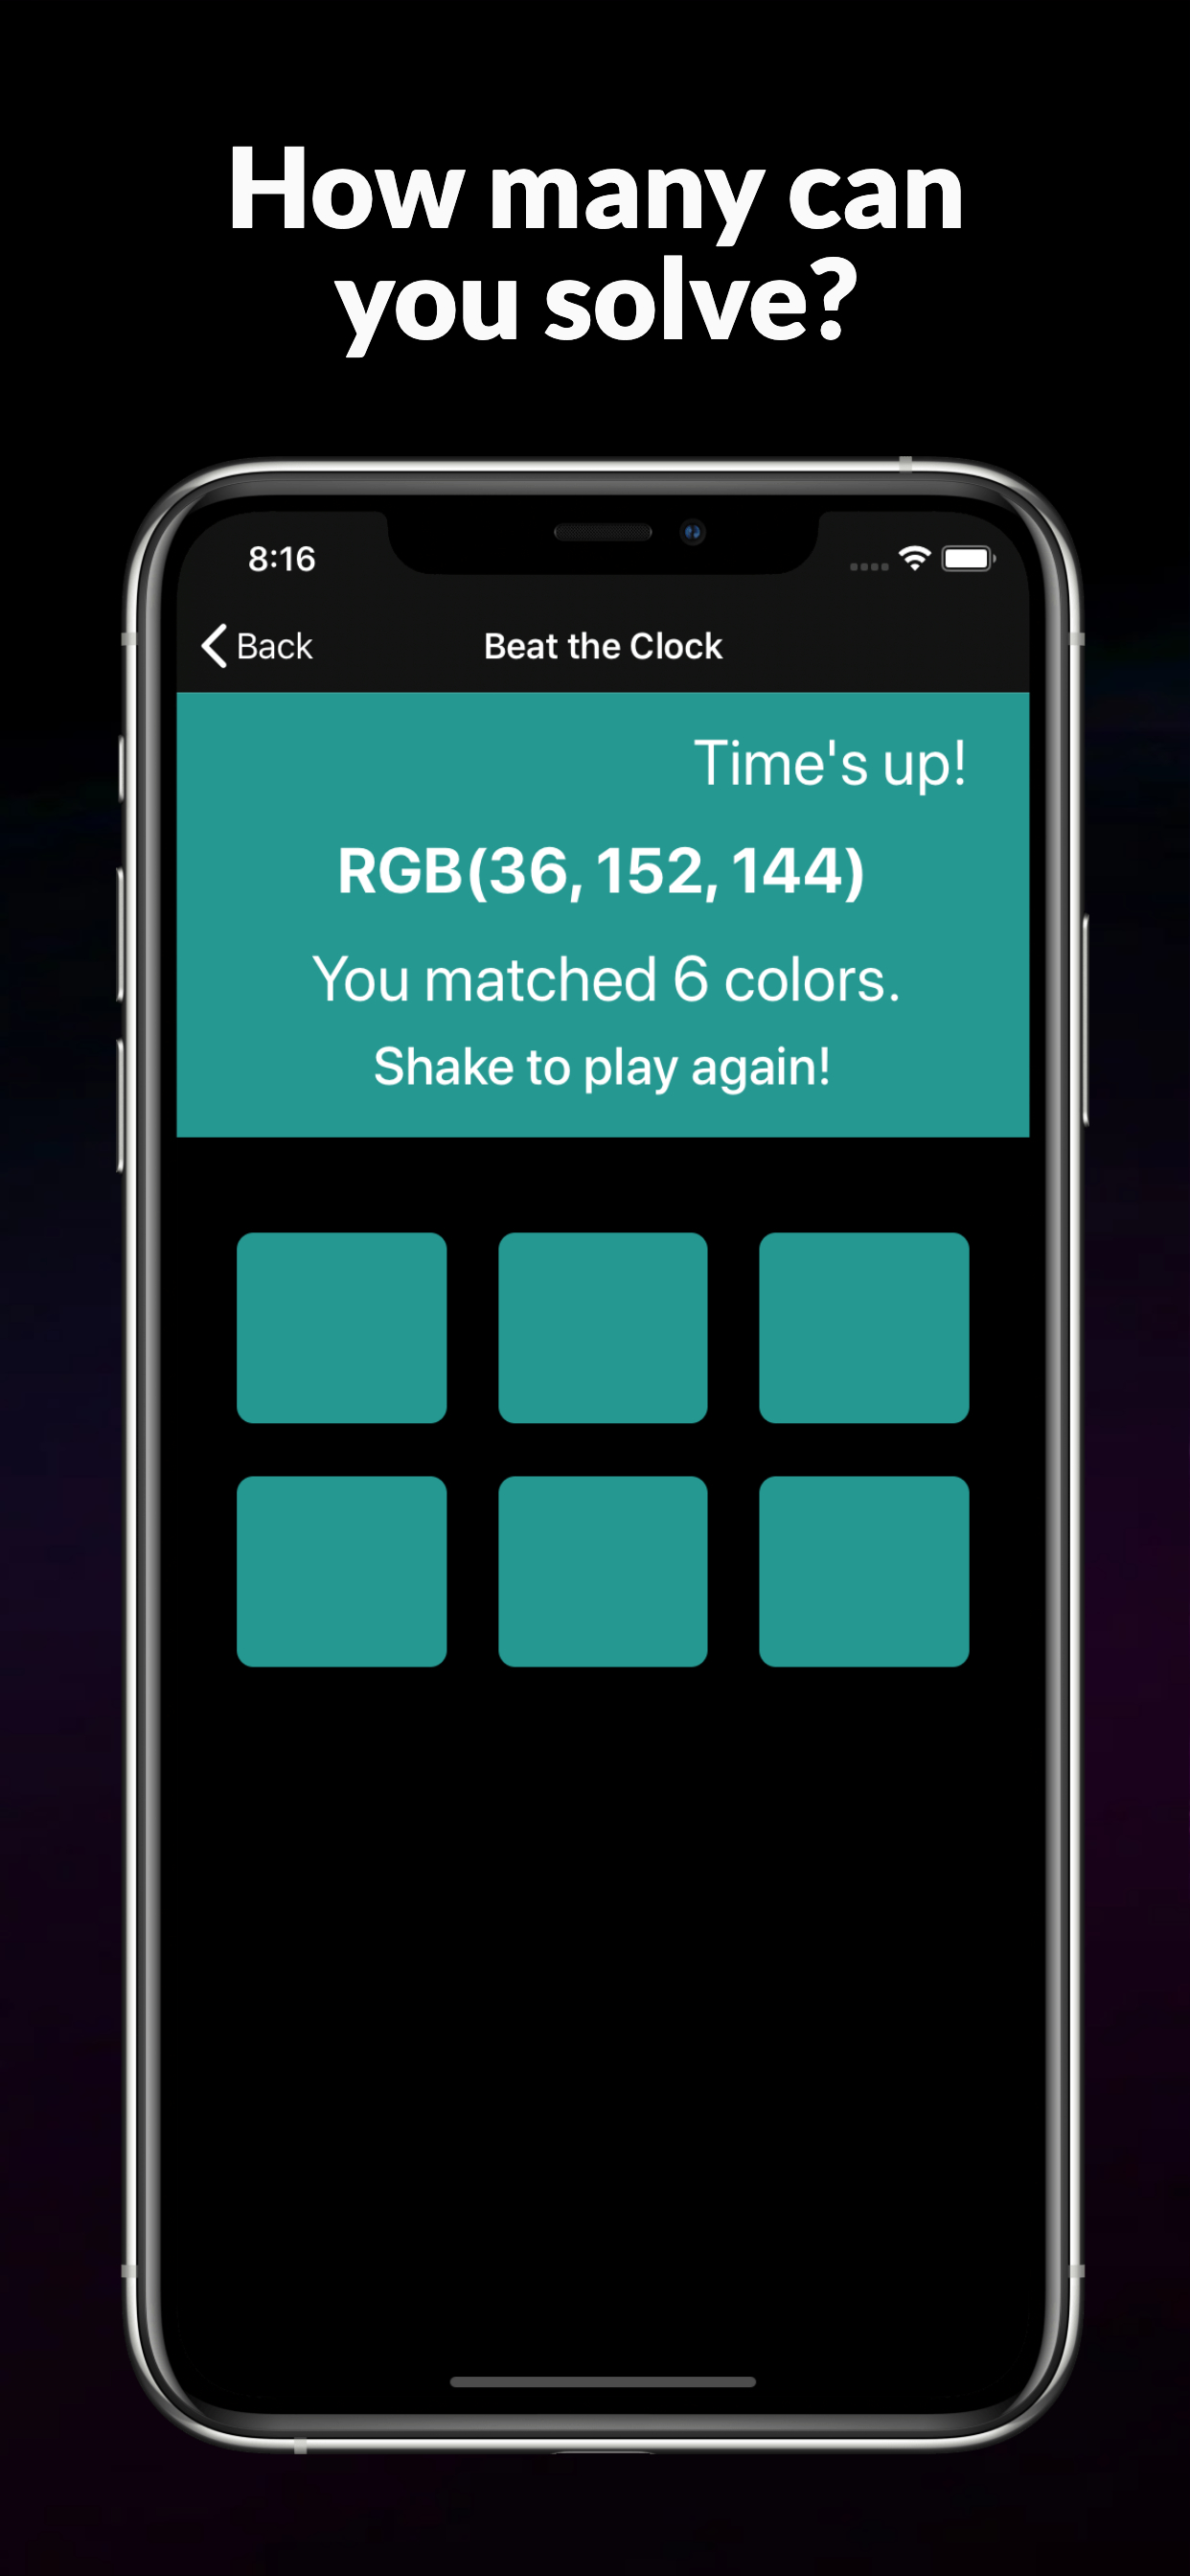 How many can
you solve?
8:16
Back
Beat the Clock
Time's up!
RGB(36, 152, 144)
You matched 6 colors.
Shake to play again!